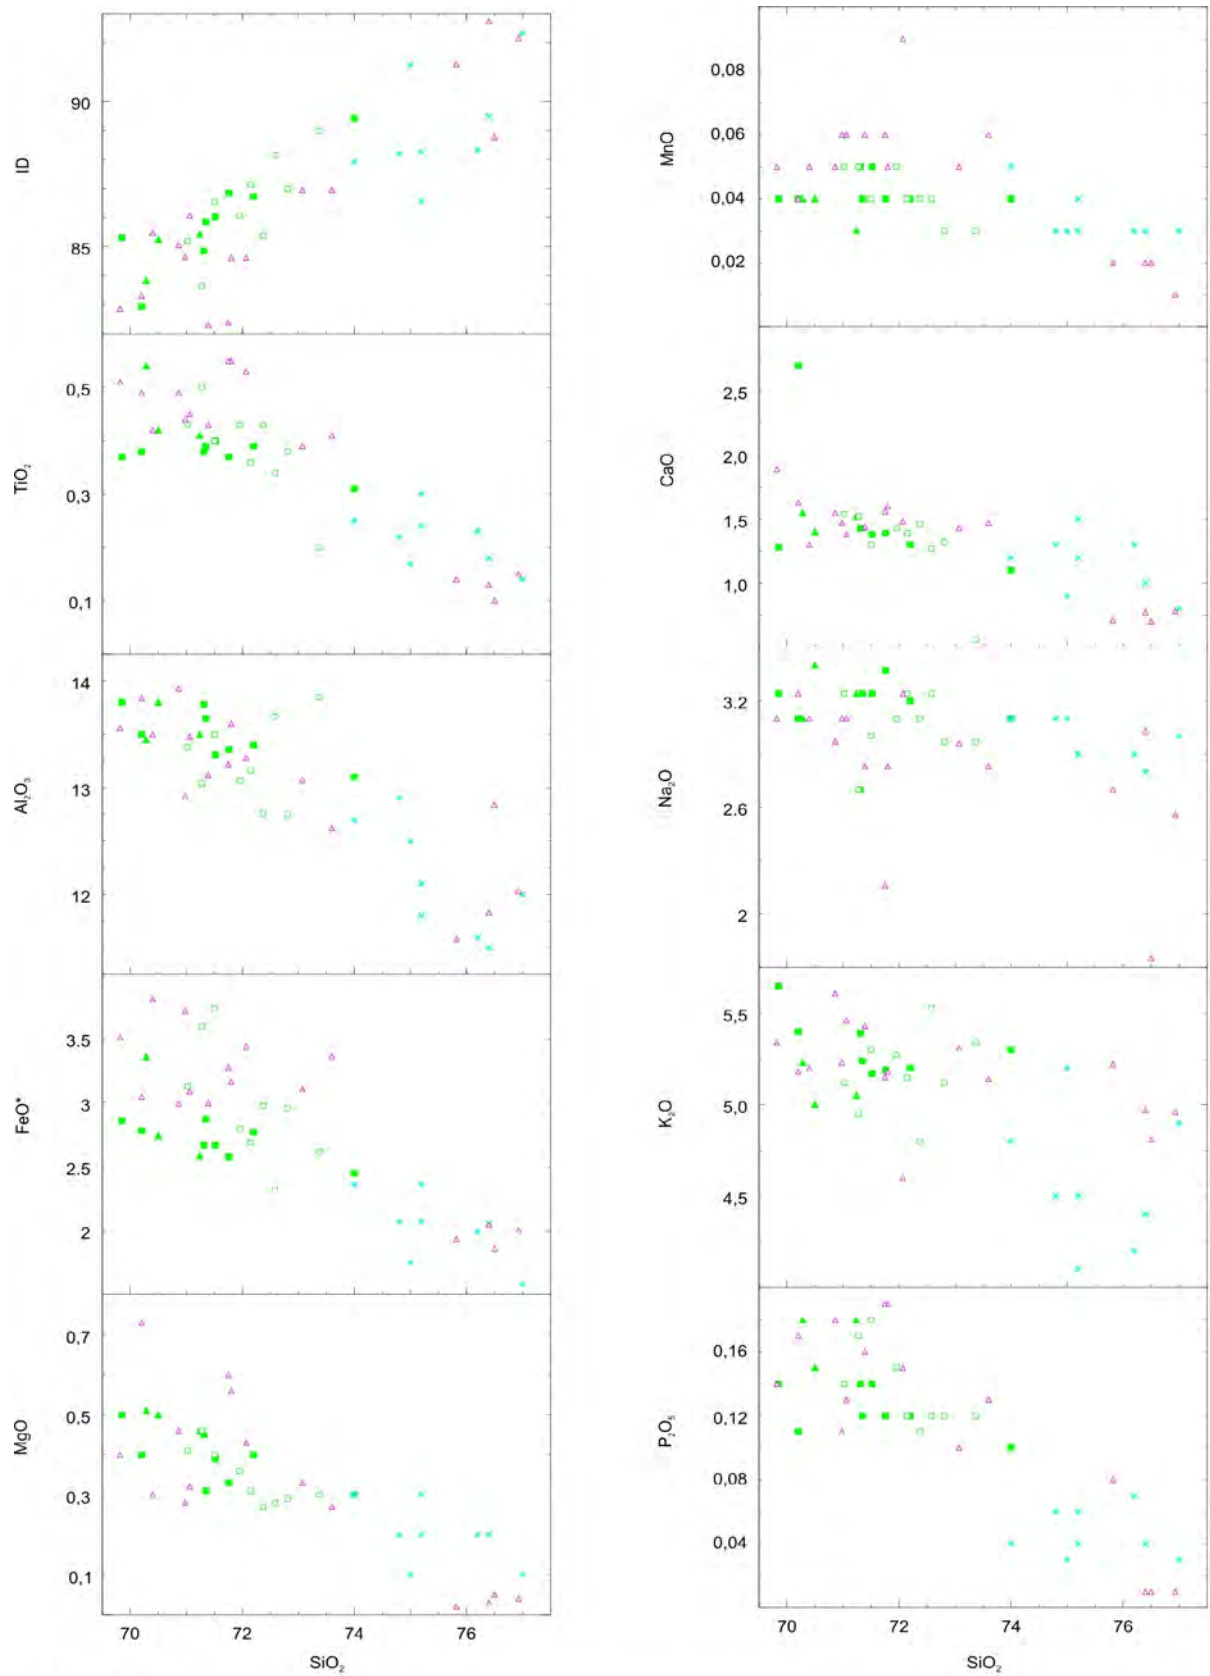 90
85
ID
0,5
0,3
0,1
TiO₂
14
13
12
Al₂O₃
3.5
3
2.5
2
FeO*
0,7
0,5
0.3
0,1
MgO
70 72 74 76
SiO₂
0,08
0,06
0,04
0,02
MnO
2,5
2,0
1,5
1,0
CaO
3.2
2.6
2
Na₂O
5,5
5,0
4,5
K₂O
0,16
0,12
0,08
0,04
P₂O₅
70 72 74 76
SiO₂